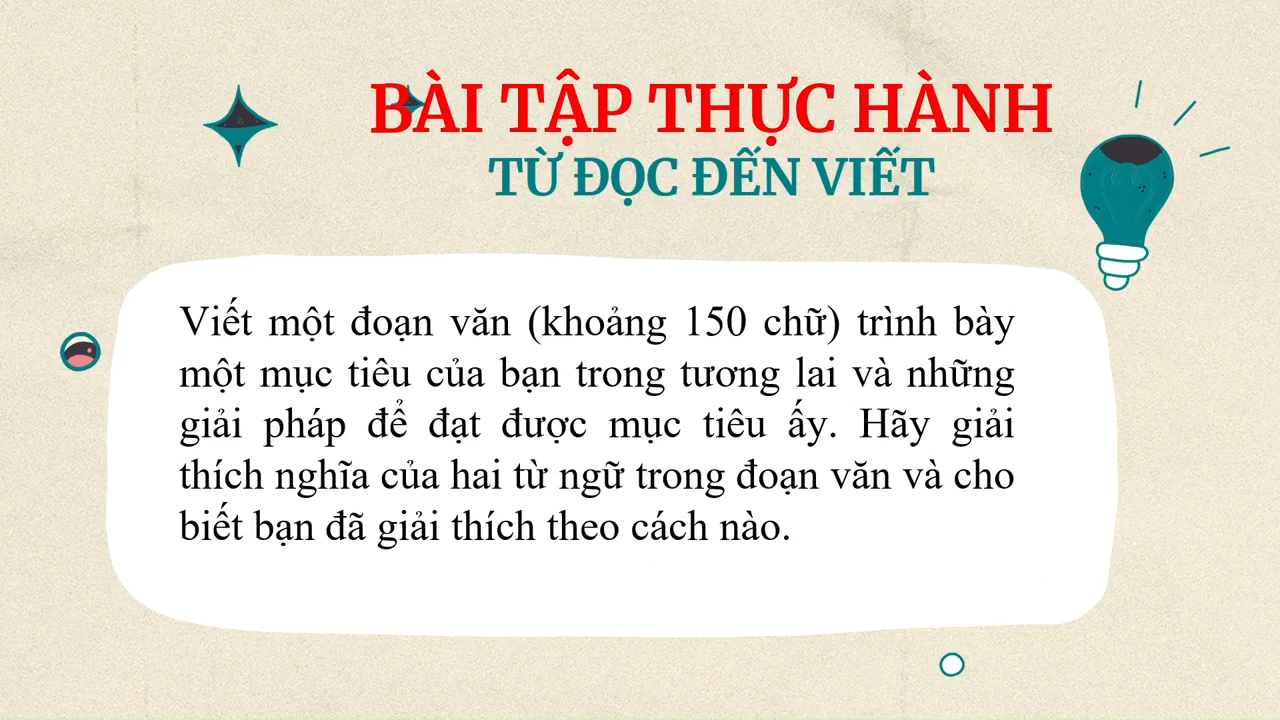 BÀI TẬP THỰC HÀNH
TỪ ĐỌC ĐẾN VIẾT
Viết một đoạn văn (khoảng 150 chữ) trình bày
một mục tiêu của bạn trong tương lai và những
giải pháp để đạt được mục tiêu ấy. Hãy giải
thích nghĩa của hai từ ngữ trong đoạn văn và cho
biết bạn đã giải thích theo cách nào.